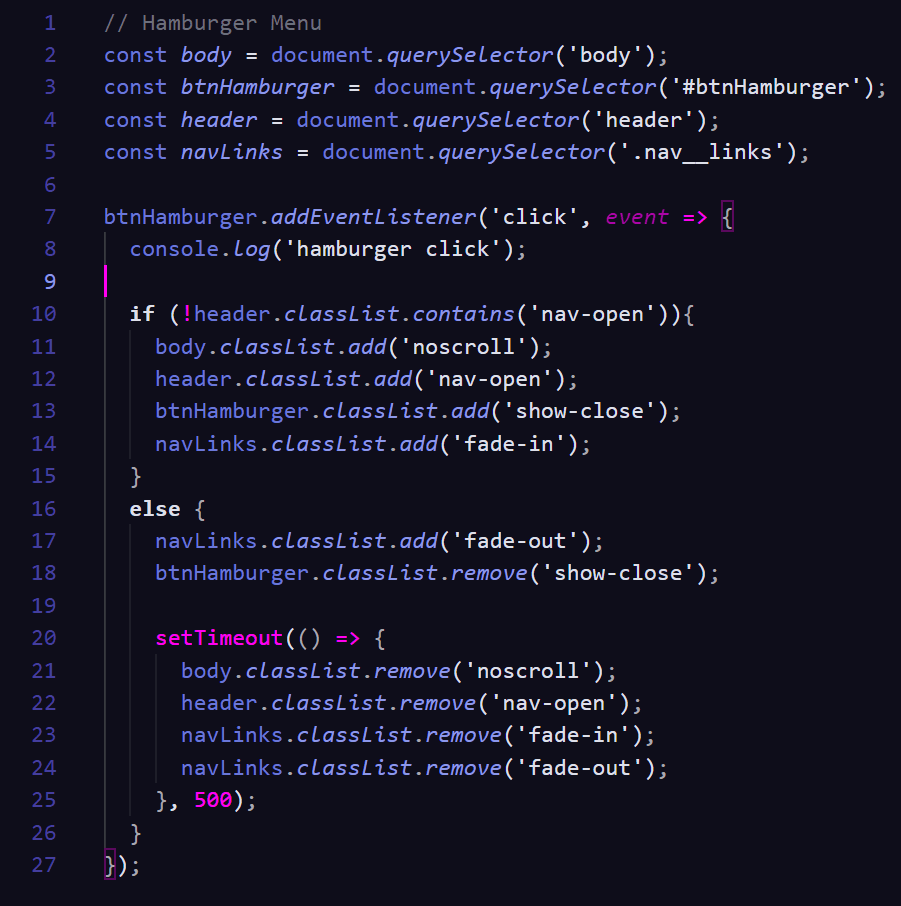 1 // Hamburger Menu
2 const body = document.querySelector('body');
3 const btnHamburger = document.querySelector('#btnHamburger');
4 const header = document.querySelector('header');
5 const navLinks = document.querySelector('.nav__links');
6
7 btnHamburger.addEventListener('click', event => {
8   console.log('hamburger click');
9
10   if (!header.classList.contains('nav-open')){
11     body.classList.add('noscroll');
12     header.classList.add('nav-open');
13     btnHamburger.classList.add('show-close');
14     navLinks.classList.add('fade-in');
15   }
16   else {
17     navLinks.classList.add('fade-out');
18     btnHamburger.classList.remove('show-close');
19
20     setTimeout(() => {
21       body.classList.remove('noscroll');
22       header.classList.remove('nav-open');
23       navLinks.classList.remove('fade-in');
24       navLinks.classList.remove('fade-out');
25     }, 500);
26   }
27 });